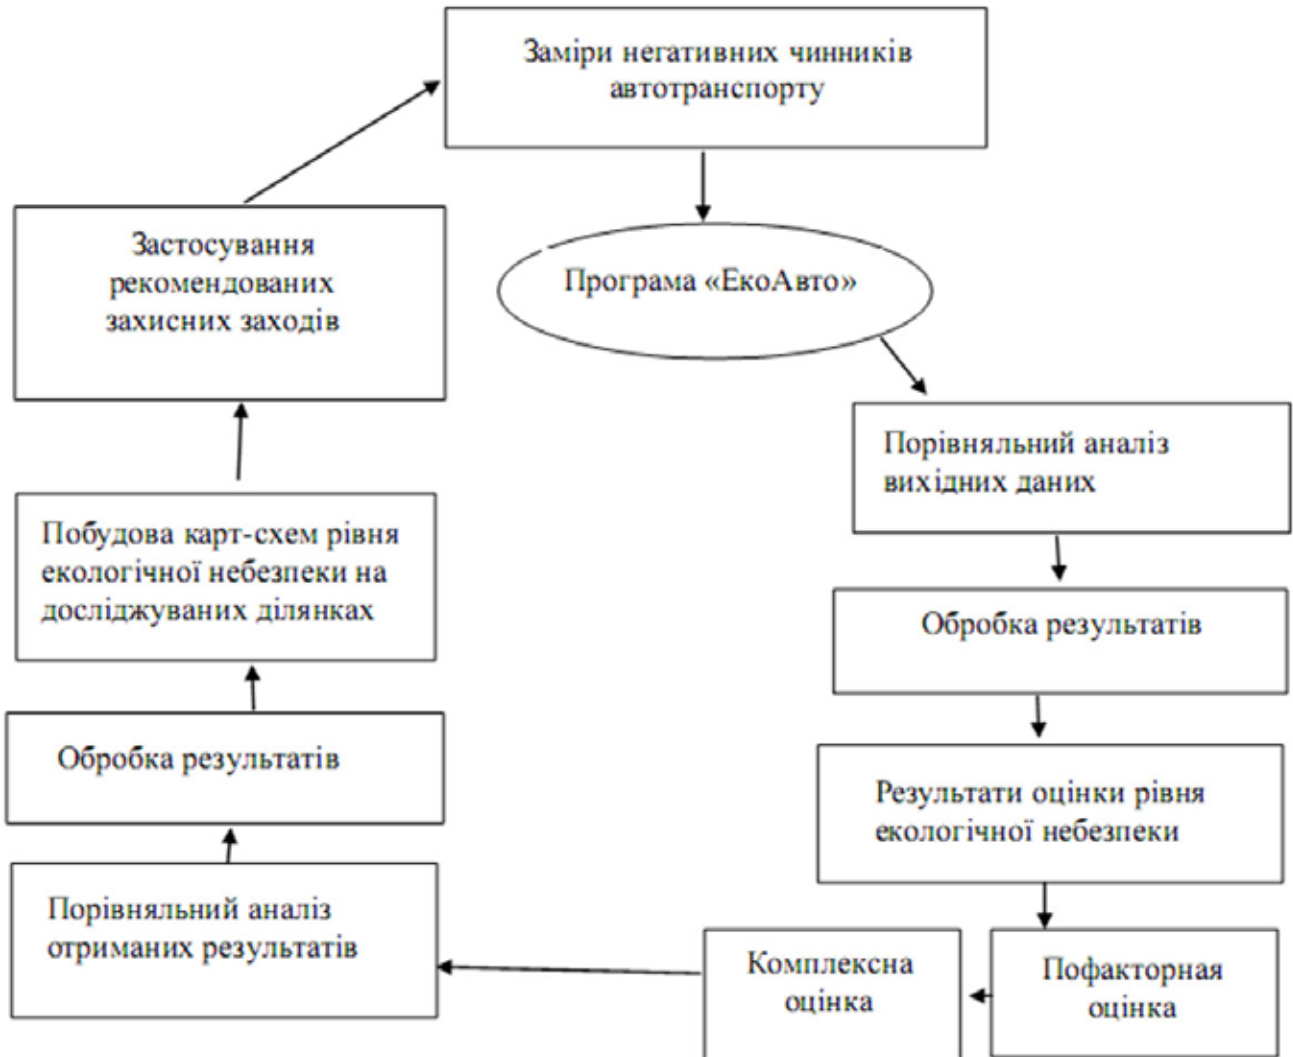 Заміри негативних чинників
автотранспорту
Програма «ЕкоАвто»
Порівняльний аналіз
вихідних даних
Обробка результатів
Результати оцінки рівня
екологічної небезпеки
Пофакторная
оцінка
Комплексна
оцінка
Порівняльний аналіз
отриманих результатів
Обробка результатів
Побудова карт-схем рівня
екологічної небезпеки на
досліджуваних ділянках
Застосування
рекомендованих
захисних заходів